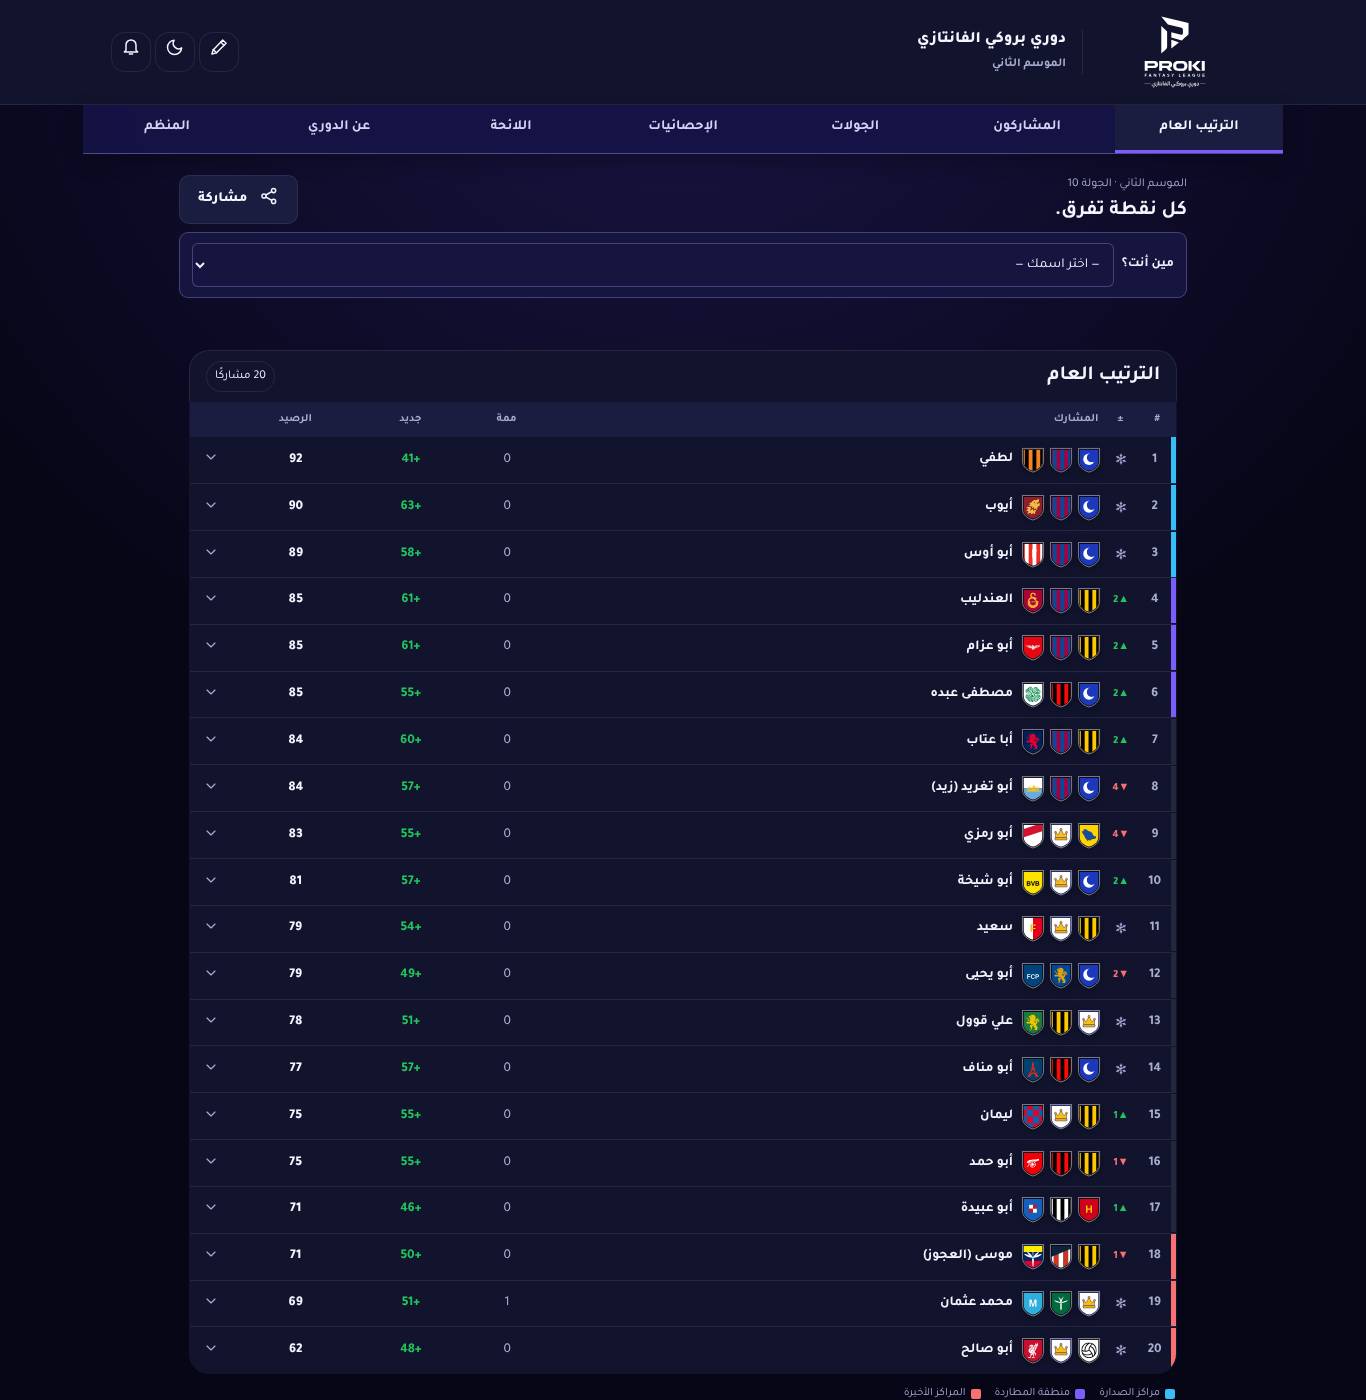 PROKI
FANTASY LEAGUE
دوري بروكي الفانتازي
دوري بروكي الفانتازي
الموسم الثاني
الترتيب العام
المشاركون
الجولات
الإحصائيات
اللائحة
عن الدوري
المنظم
الموسم الثاني · الجولة 10
كل نقطة تفرق.
مشاركة
مين أنت؟
– اختر اسمك –
الترتيب العام
20 مشاركًا
# ± المشارك ممة جديد الرصيد
1 ✻ لطفي 0 +41 92
2 ✻ أيوب 0 +63 90
3 ✻ أبو أوس 0 +58 89
4 ▲2 العندليب 0 +61 85
5 ▲2 أبو عزام 0 +61 85
6 ▲2 مصطفى عبده 0 +55 85
7 ▲2 أبا عتاب 0 +60 84
8 ▼4 أبو تغريد (زيد) 0 +57 84
9 ▼4 أبو رمزي 0 +55 83
10 ▲2 BVB أبو شيخة 0 +57 81
11 ✻ سعيد 0 +54 79
12 ▼2 FCP أبو يحيى 0 +49 79
13 ✻ علي قوول 0 +51 78
14 ✻ أبو مناف 0 +57 77
15 ▲1 ليمان 0 +55 75
16 ▼1 أبو حمد 0 +55 75
17 ▲1 H أبو عبيدة 0 +46 71
18 ▼1 موسى (العجوز) 0 +50 71
19 ✻ M محمد عثمان 1 +51 69
20 ✻ أبو صالح 0 +48 62
مراكز الصدارة
منطقة المطاردة
المراكز الأخيرة